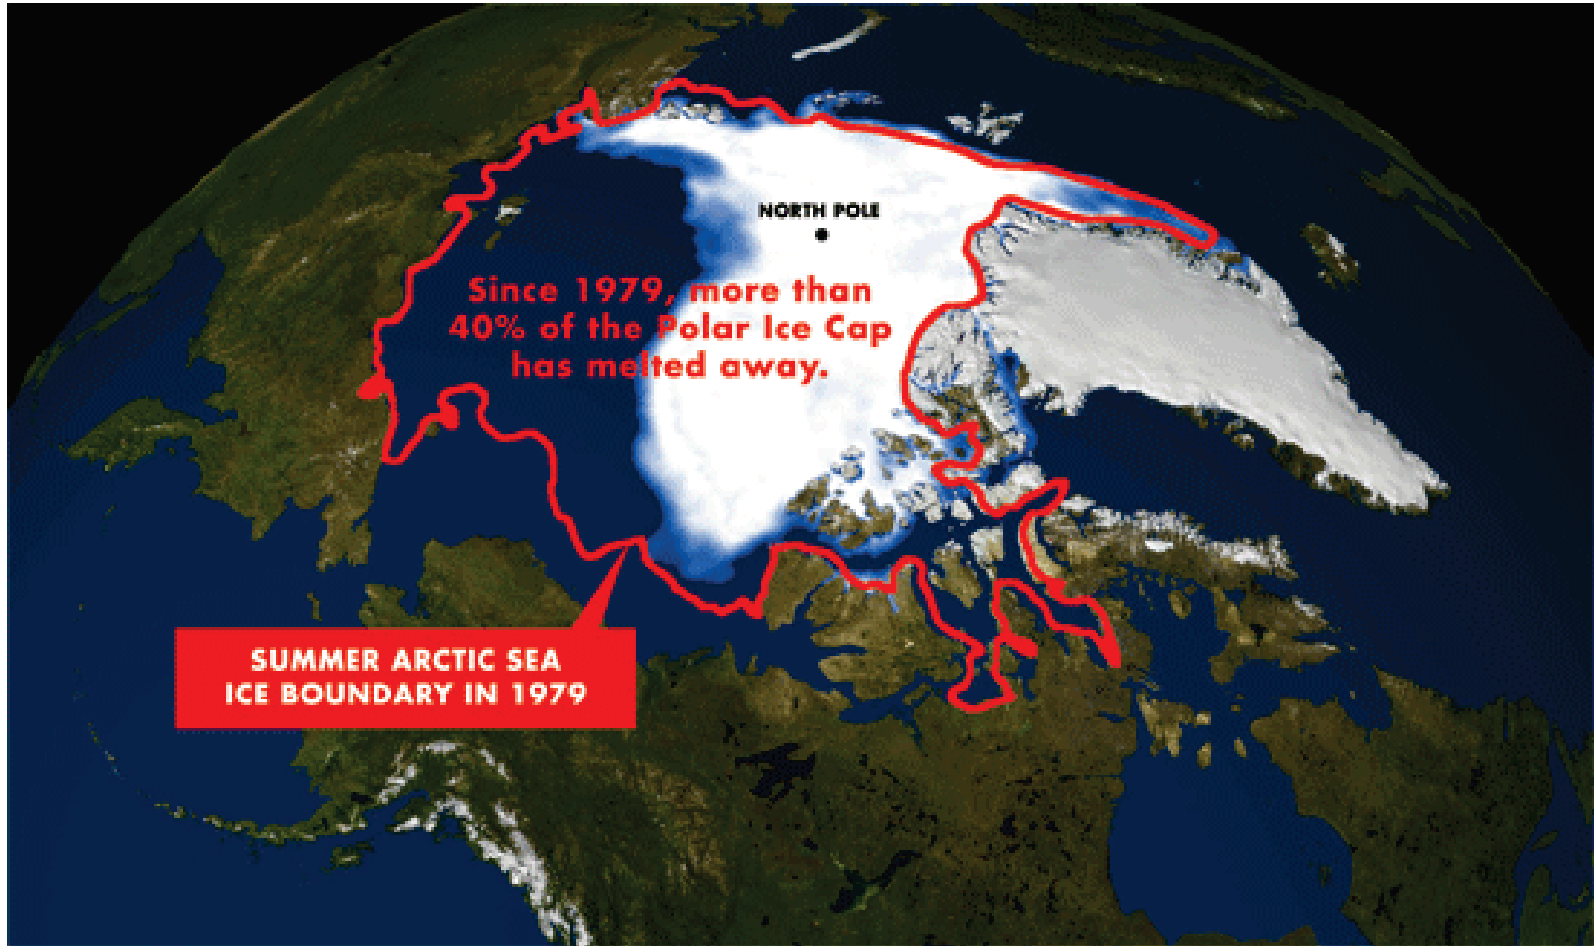 NORTH POLE
Since 1979, more than
40% of the Polar Ice Cap
has melted away.
SUMMER ARCTIC SEA
ICE BOUNDARY IN 1979